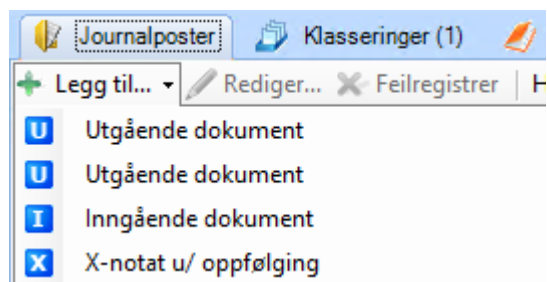 Journalposter Klasseringer (1)
Legg til... Rediger... Feilregistrer H
U Utgående dokument
U Utgående dokument
I Inngående dokument
X X-notat u/ oppfølging